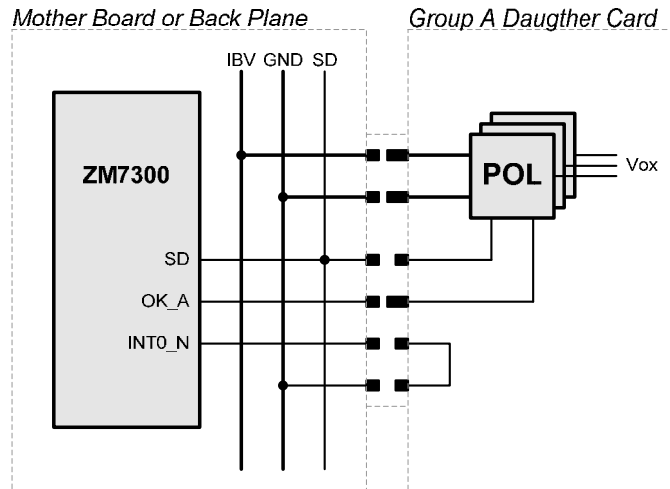 Mother Board or Back Plane
Group A Daugther Card
IBV GND SD
ZM7300
POL
Vox
SD
OK_A
INT0_N